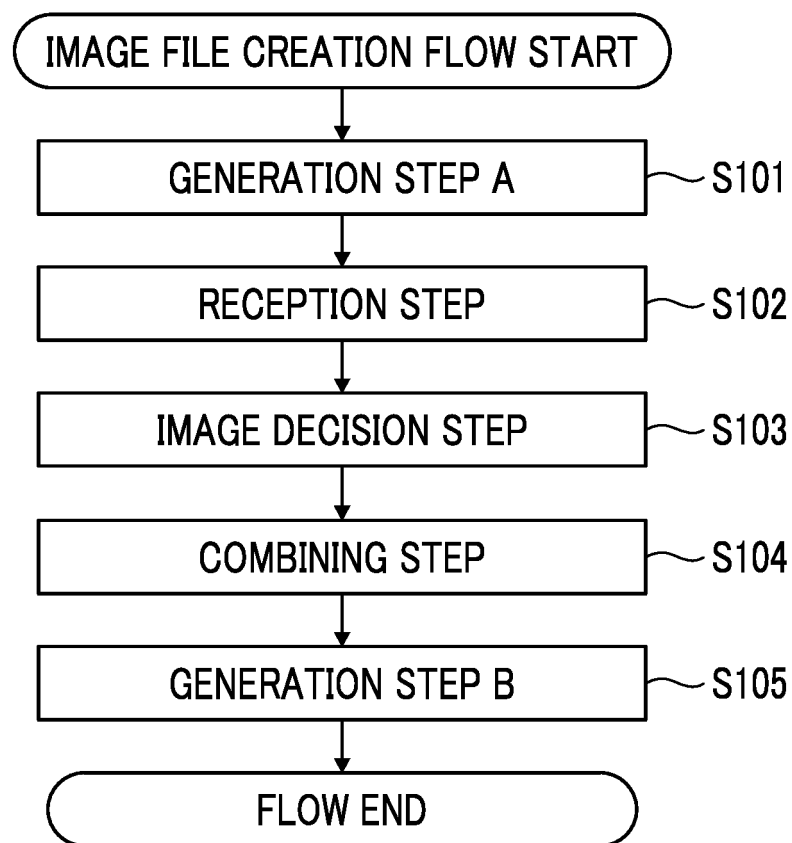 IMAGE FILE CREATION FLOW START
GENERATION STEP A S101
RECEPTION STEP S102
IMAGE DECISION STEP S103
COMBINING STEP S104
GENERATION STEP B S105
FLOW END